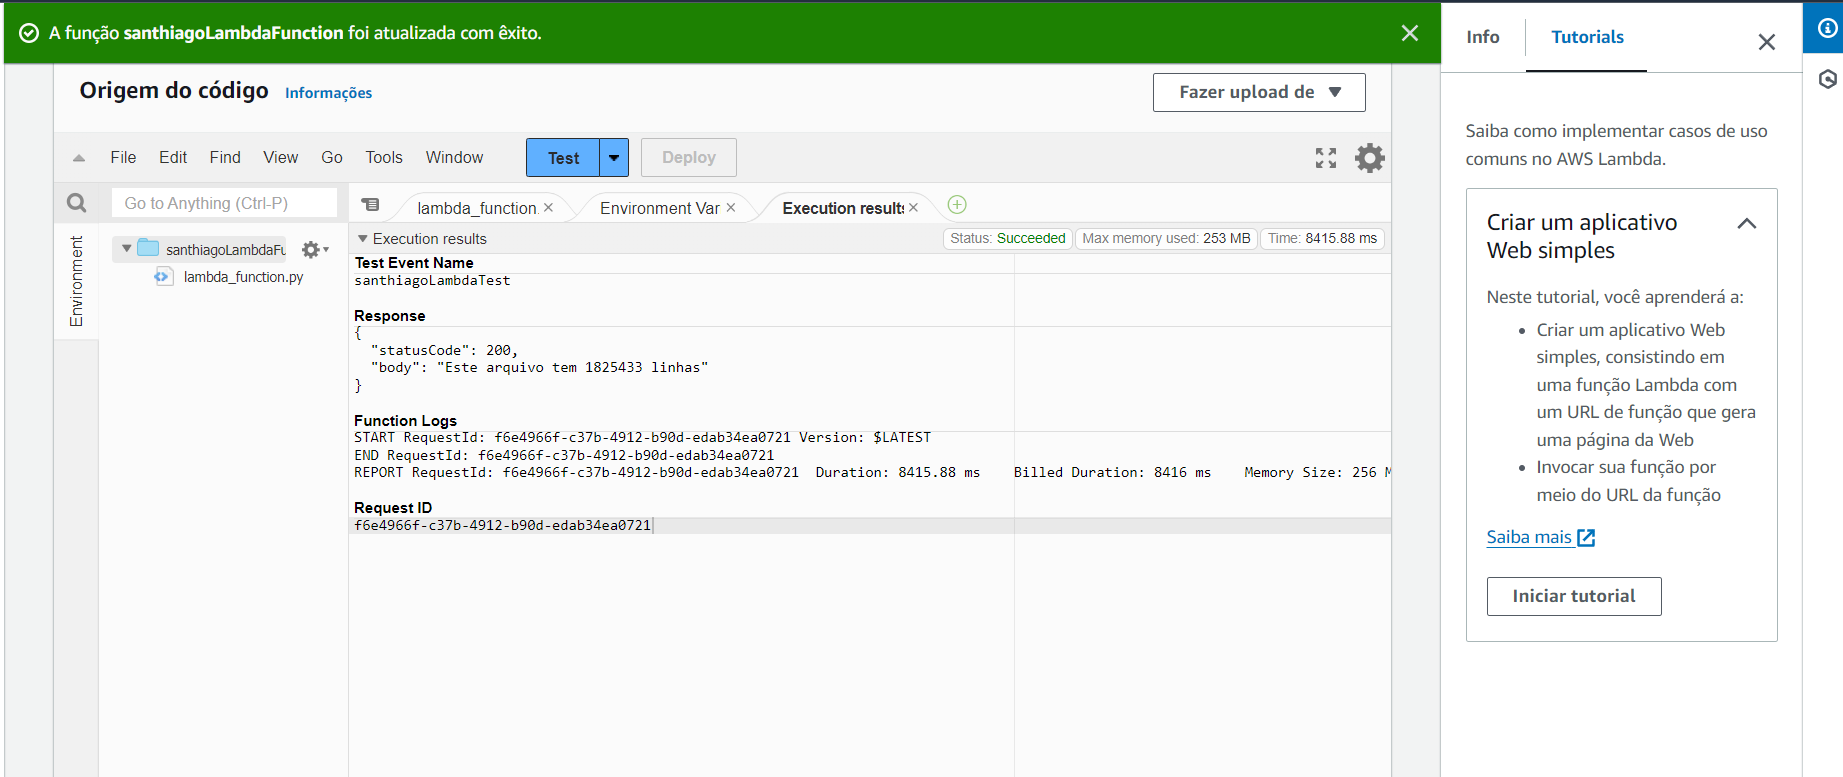 A função santhiagoLambdaFunction foi atualizada com êxito.
Origem do código Informações
Fazer upload de
File Edit Find View Go Tools Window Test Deploy
Go to Anything (Ctrl-P)
lambda_function. Environment Var Execution results
Environment
santhiagoLambdaFu
lambda_function.py
Execution results Status: Succeeded Max memory used: 253 MB Time: 8415.88 ms
Test Event Name
santhiagoLambdaTest
Response
{
"statusCode": 200,
"body": "Este arquivo tem 1825433 linhas"
}
Function Logs
START RequestId: f6e4966f-c37b-4912-b90d-edab34ea0721 Version: $LATEST
END RequestId: f6e4966f-c37b-4912-b90d-edab34ea0721
REPORT RequestId: f6e4966f-c37b-4912-b90d-edab34ea0721 Duration: 8415.88 ms Billed Duration: 8416 ms Memory Size: 256 M
Request ID
f6e4966f-c37b-4912-b90d-edab34ea0721
Info Tutorials
Saiba como implementar casos de uso
comuns no AWS Lambda.
Criar um aplicativo
Web simples
Neste tutorial, você aprenderá a:
• Criar um aplicativo Web
simples, consistindo em
uma função Lambda com
um URL de função que gera
uma página da Web
• Invocar sua função por
meio do URL da função
Saiba mais
Iniciar tutorial